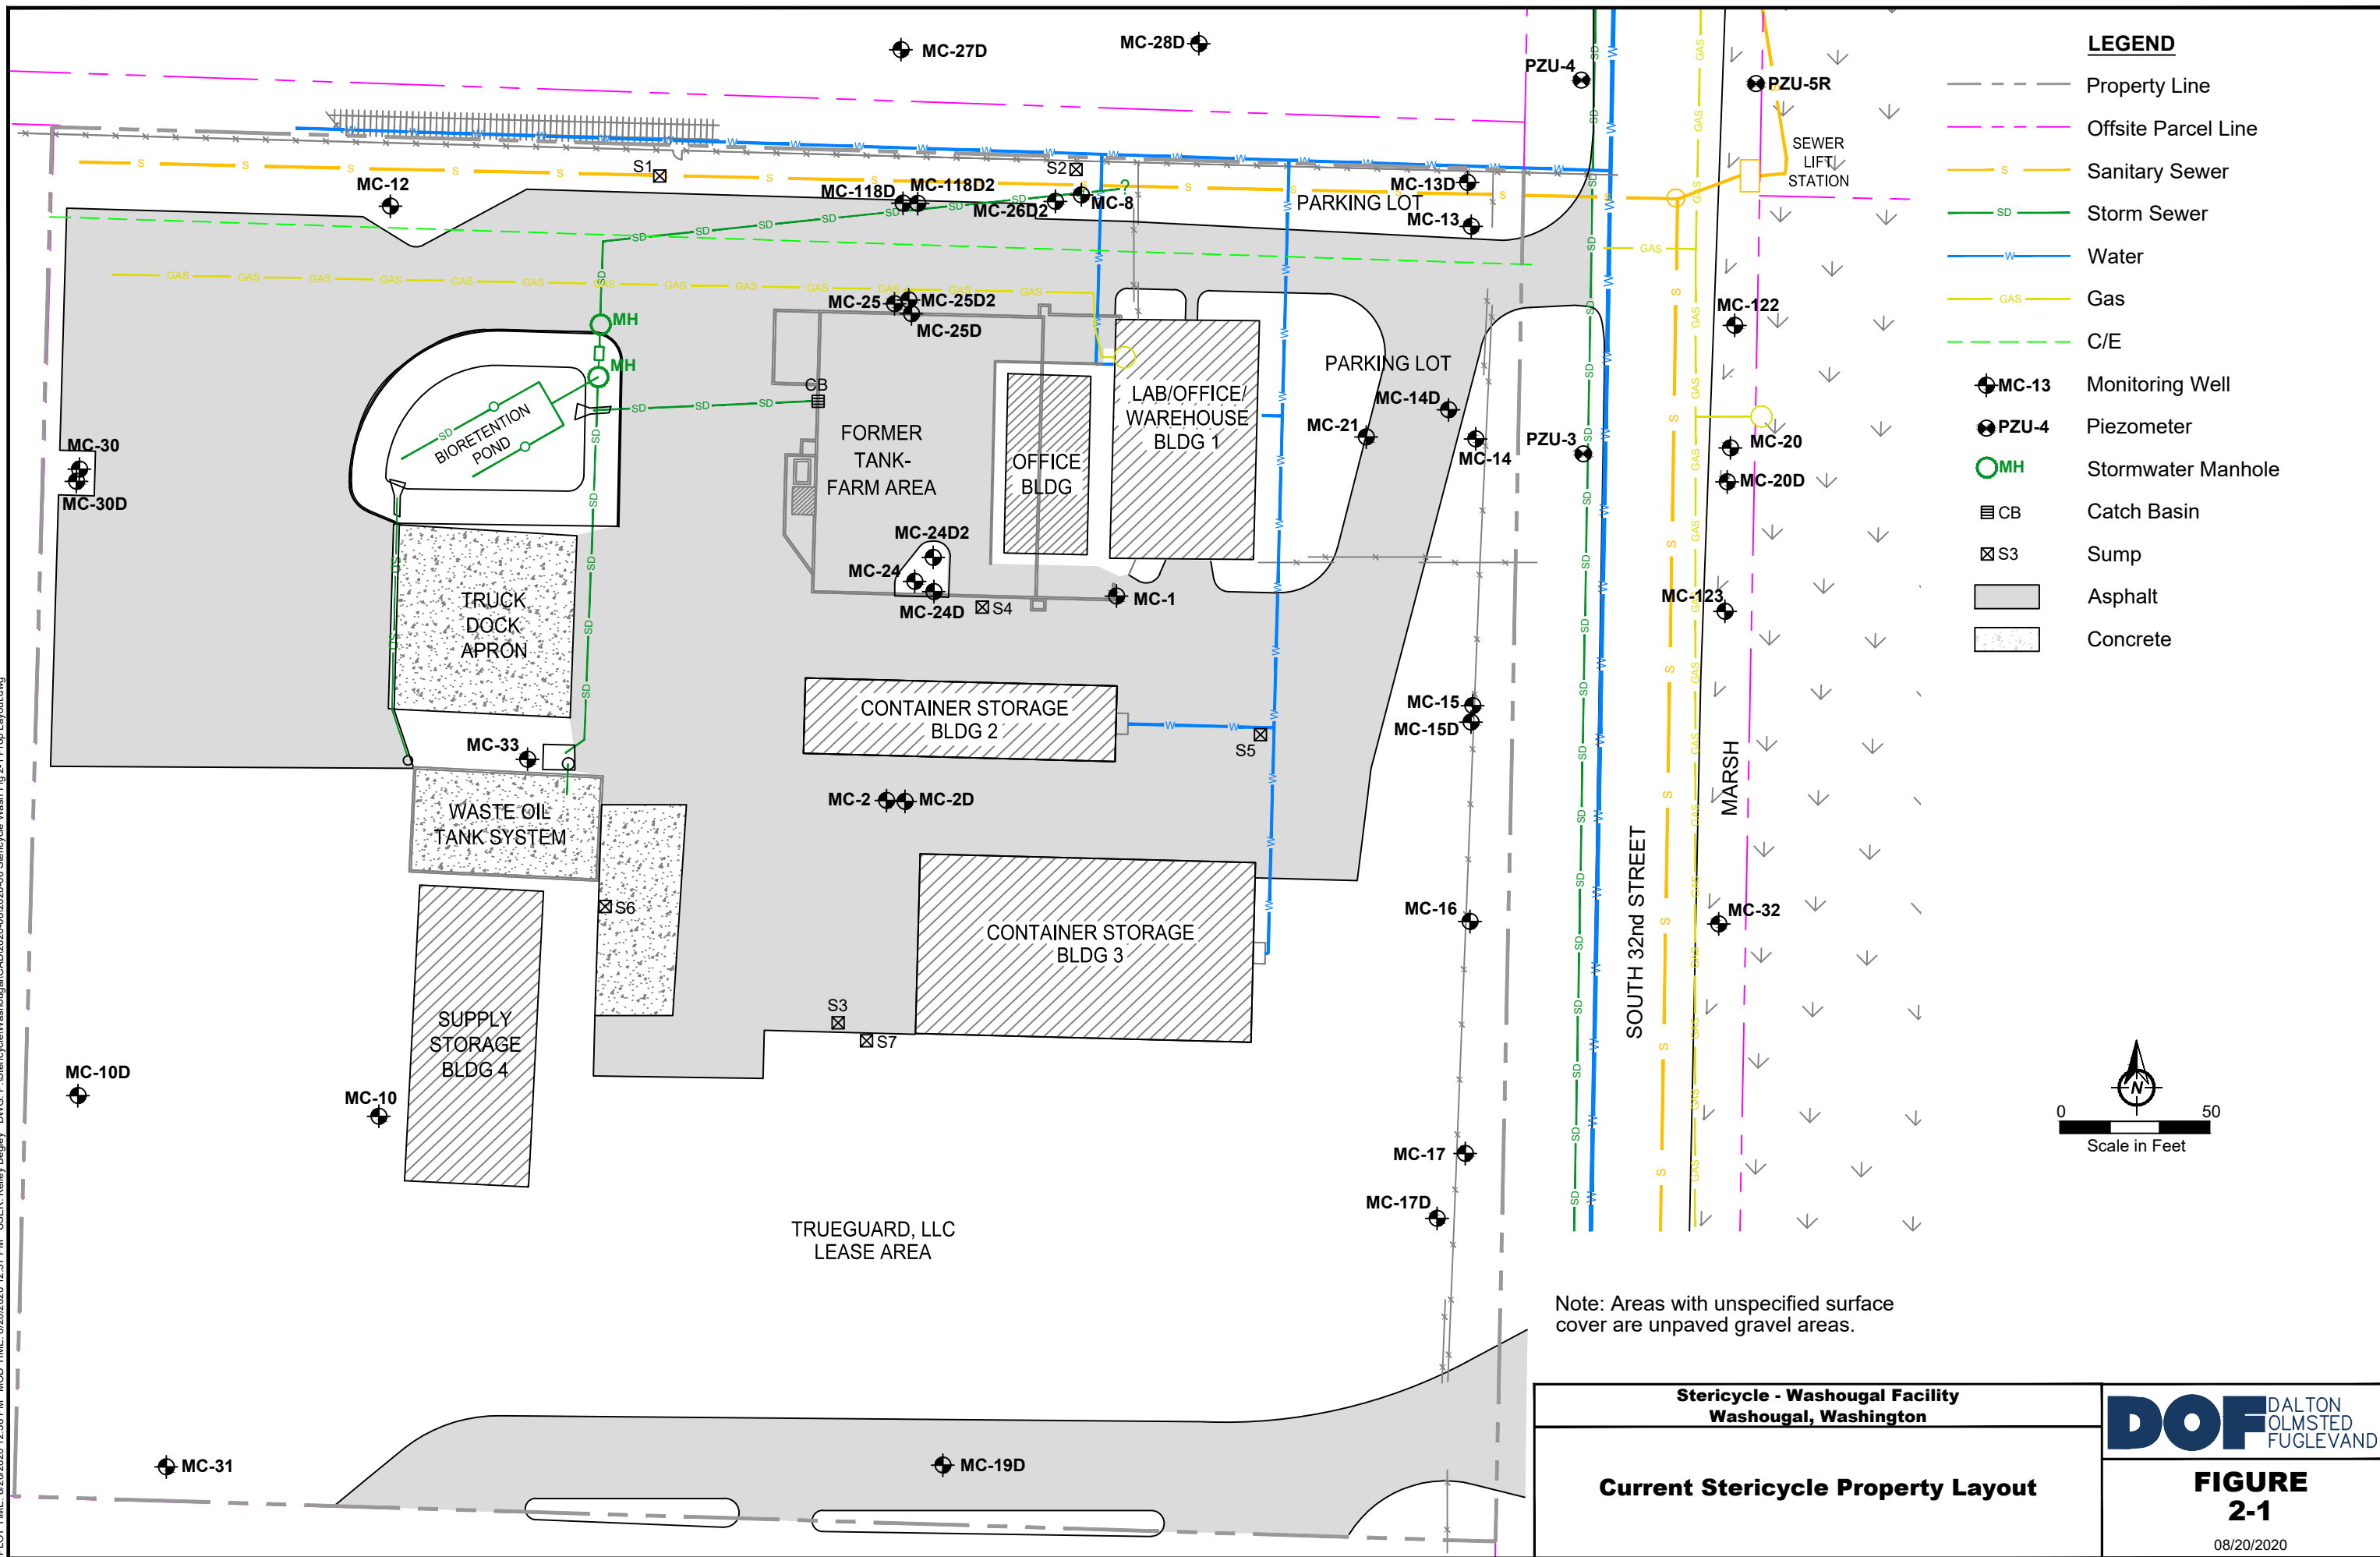 MC-27D
MC-28D
PZU-4
PZU-5R
SEWER
LIFT
STATION
S1
S2
MC-12
MC-118D
MC-118D2
MC-26D2
MC-8
?
MC-13D
PARKING LOT
MC-13
MC-25
MC-25D2
MC-25D
MH
MH
CB
BIORETENTION
POND
FORMER
TANK-
FARM AREA
OFFICE
BLDG
LAB/OFFICE/
WAREHOUSE
BLDG 1
PARKING LOT
MC-14D
MC-21
MC-14
PZU-3
MC-122
MC-20
MC-20D
MC-30
MC-30D
MC-24D2
MC-24
MC-24D
S4
MC-1
MC-123
TRUCK
DOCK
APRON
CONTAINER STORAGE
BLDG 2
S5
MC-15
MC-15D
MC-33
MC-2
MC-2D
WASTE OIL
TANK SYSTEM
MARSH
SOUTH 32nd STREET
S6
CONTAINER STORAGE
BLDG 3
MC-16
MC-32
SUPPLY
STORAGE
BLDG 4
S3
S7
MC-10D
MC-10
MC-17
MC-17D
TRUEGUARD, LLC
LEASE AREA
MC-31
MC-19D
LEGEND
Property Line
Offsite Parcel Line
S Sanitary Sewer
SD Storm Sewer
W Water
GAS Gas
C/E
MC-13 Monitoring Well
PZU-4 Piezometer
MH Stormwater Manhole
CB Catch Basin
S3 Sump
Asphalt
Concrete
N
0 50
Scale in Feet
Note: Areas with unspecified surface
cover are unpaved gravel areas.
Stericycle - Washougal Facility
Washougal, Washington
Current Stericycle Property Layout
DOF
DALTON
OLMSTED
FUGLEVAND
FIGURE
2-1
08/20/2020